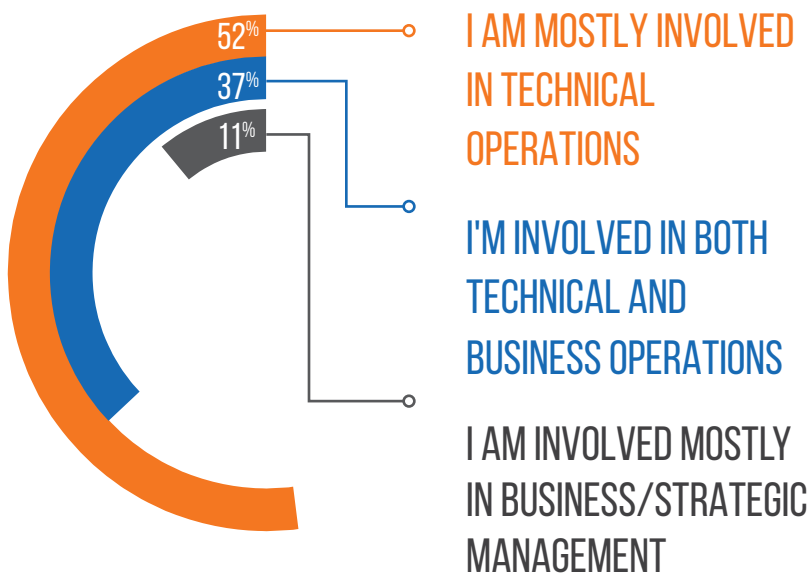 52%
I AM MOSTLY INVOLVED
IN TECHNICAL
OPERATIONS
37%
I'M INVOLVED IN BOTH
TECHNICAL AND
BUSINESS OPERATIONS
11%
I AM INVOLVED MOSTLY
IN BUSINESS/STRATEGIC
MANAGEMENT